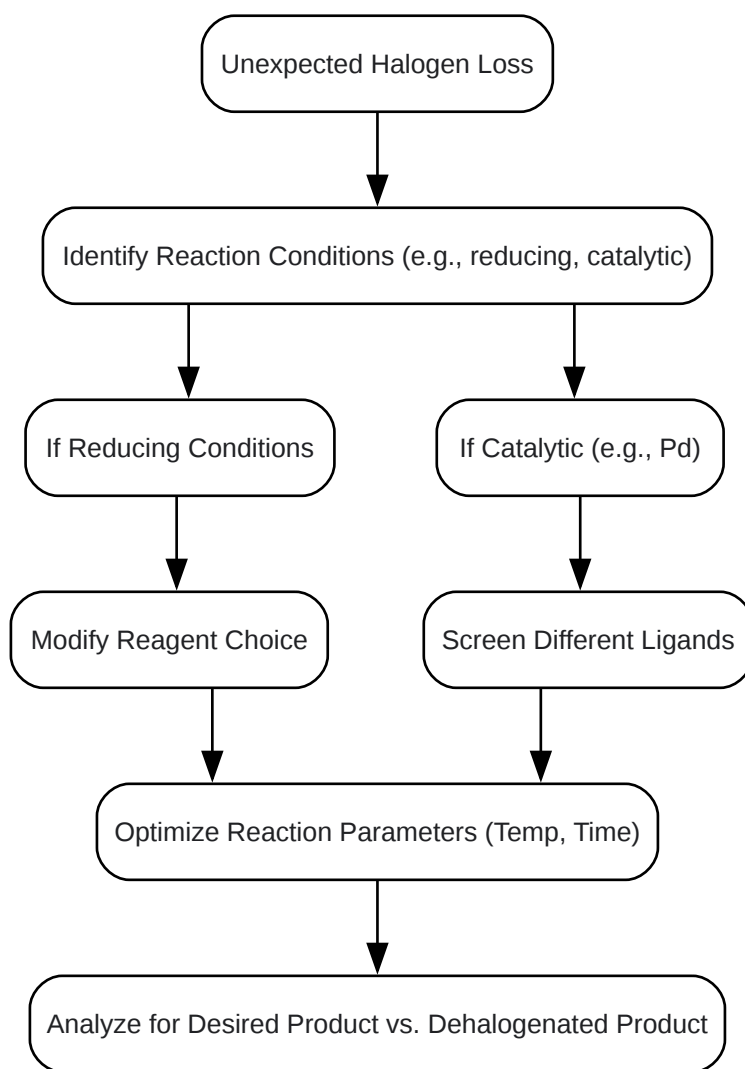 Unexpected Halogen Loss
Identify Reaction Conditions (e.g., reducing, catalytic)
If Reducing Conditions
If Catalytic (e.g., Pd)
Modify Reagent Choice
Screen Different Ligands
Optimize Reaction Parameters (Temp, Time)
Analyze for Desired Product vs. Dehalogenated Product